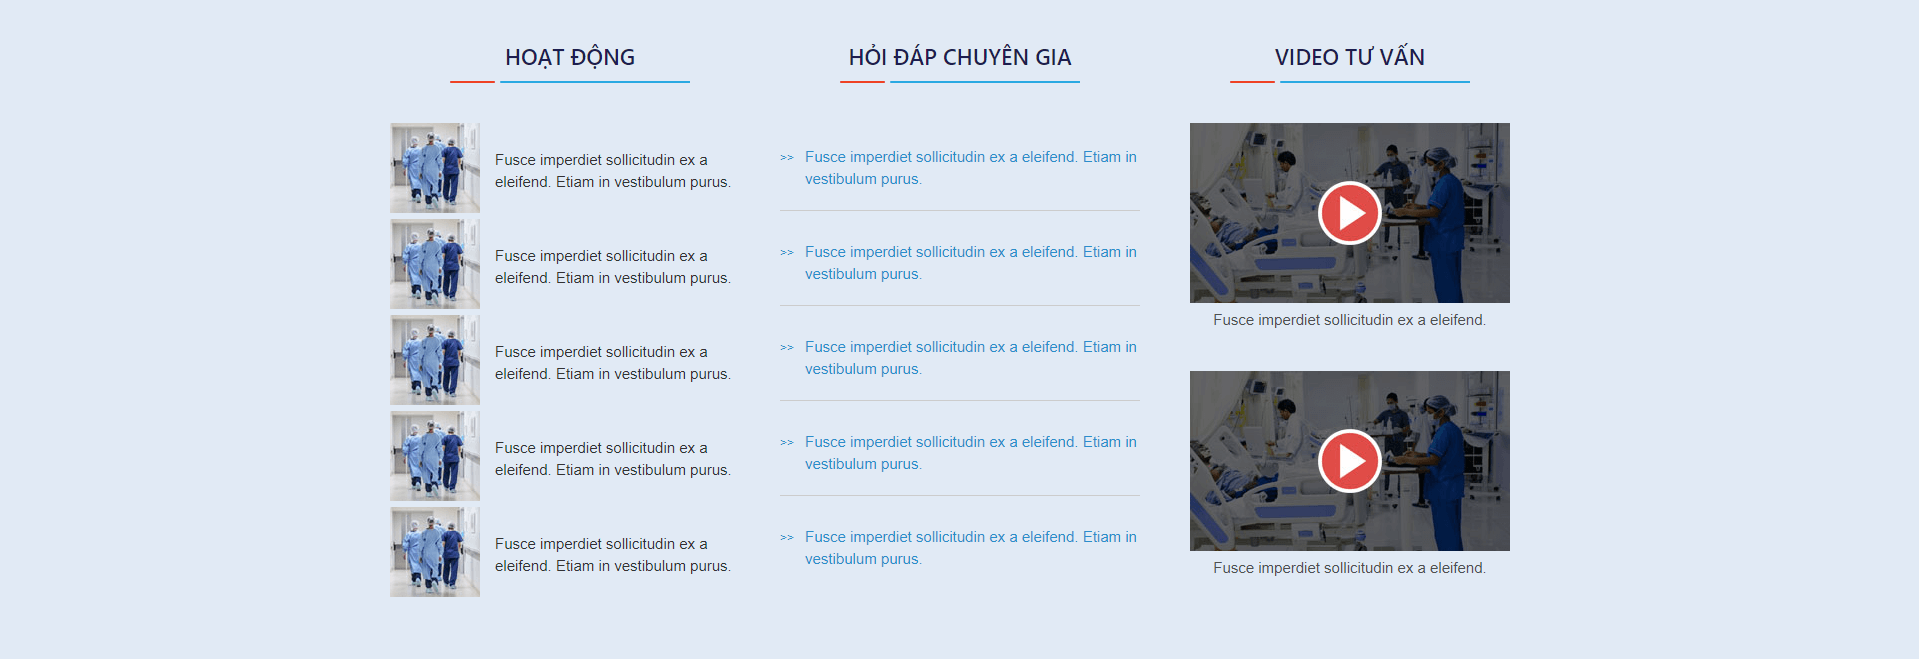 HOẠT ĐỘNG
Fusce imperdiet sollicitudin ex a
eleifend. Etiam in vestibulum purus.
Fusce imperdiet sollicitudin ex a
eleifend. Etiam in vestibulum purus.
Fusce imperdiet sollicitudin ex a
eleifend. Etiam in vestibulum purus.
Fusce imperdiet sollicitudin ex a
eleifend. Etiam in vestibulum purus.
Fusce imperdiet sollicitudin ex a
eleifend. Etiam in vestibulum purus.
HỎI ĐÁP CHUYÊN GIA
>> Fusce imperdiet sollicitudin ex a eleifend. Etiam in
vestibulum purus.
>> Fusce imperdiet sollicitudin ex a eleifend. Etiam in
vestibulum purus.
>> Fusce imperdiet sollicitudin ex a eleifend. Etiam in
vestibulum purus.
>> Fusce imperdiet sollicitudin ex a eleifend. Etiam in
vestibulum purus.
>> Fusce imperdiet sollicitudin ex a eleifend. Etiam in
vestibulum purus.
VIDEO TƯ VẤN
Fusce imperdiet sollicitudin ex a eleifend.
Fusce imperdiet sollicitudin ex a eleifend.